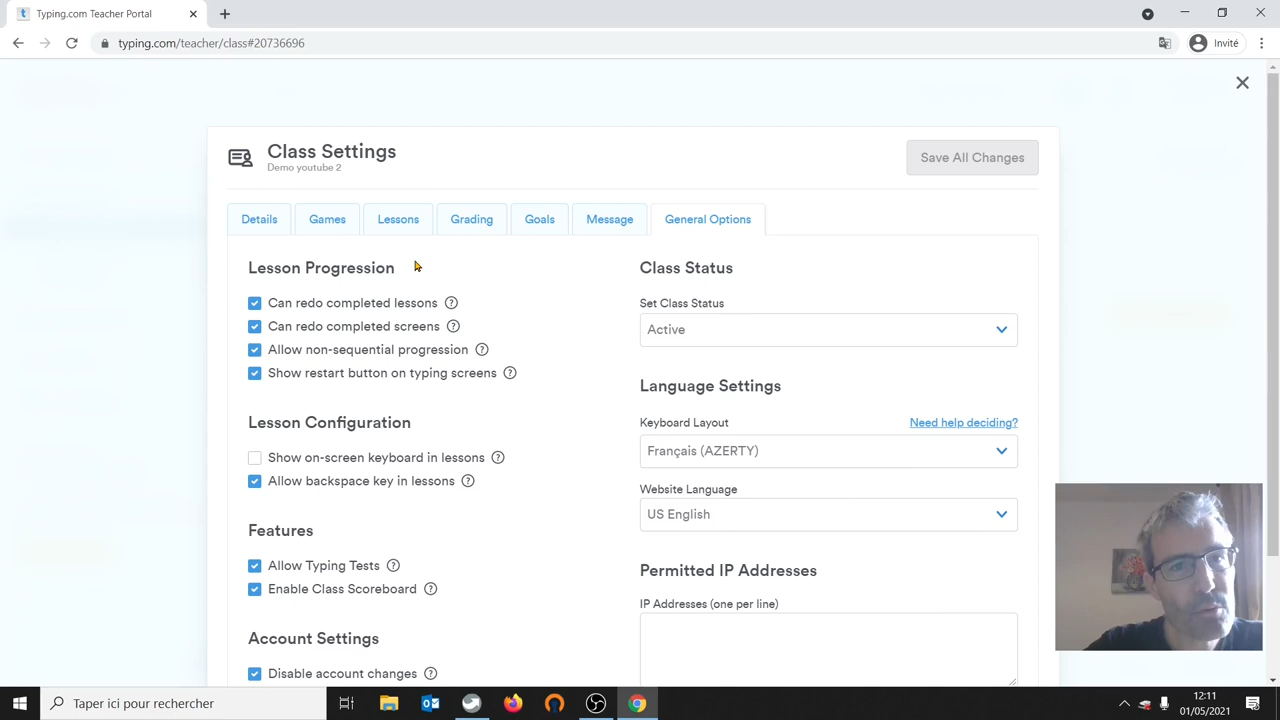 Typing.com Teacher Portal
typing.com/teacher/class#20736696
Invité
Class Settings
Demo youtube 2
Save All Changes
Details
Games
Lessons
Grading
Goals
Message
General Options
Lesson Progression
Can redo completed lessons
Can redo completed screens
Allow non-sequential progression
Show restart button on typing screens
Lesson Configuration
Show on-screen keyboard in lessons
Allow backspace key in lessons
Features
Allow Typing Tests
Enable Class Scoreboard
Account Settings
Disable account changes
Class Status
Set Class Status
Active
Language Settings
Keyboard Layout
Need help deciding?
Français (AZERTY)
Website Language
US English
Permitted IP Addresses
IP Addresses (one per line)
Taper ici pour rechercher
12:11
01/05/2021